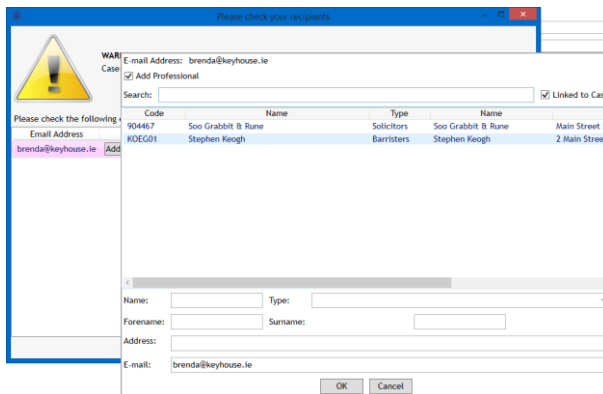 Please check your recipients
WAR
Case
Please check the following
Email Address
brenda@keyhouse.ie Add
E-mail Address: brenda@keyhouse.ie
Add Professional
Search: Linked to Cas
Code Name Type Name
904467 Soo Grabbit & Rune Solicitors Soo Grabbit & Rune Main Street
KOEG01 Stephen Keogh Barristers Stephen Keogh 2 Main Stree
Name: Type:
Forename: Surname:
Address:
E-mail: brenda@keyhouse.ie
OK Cancel